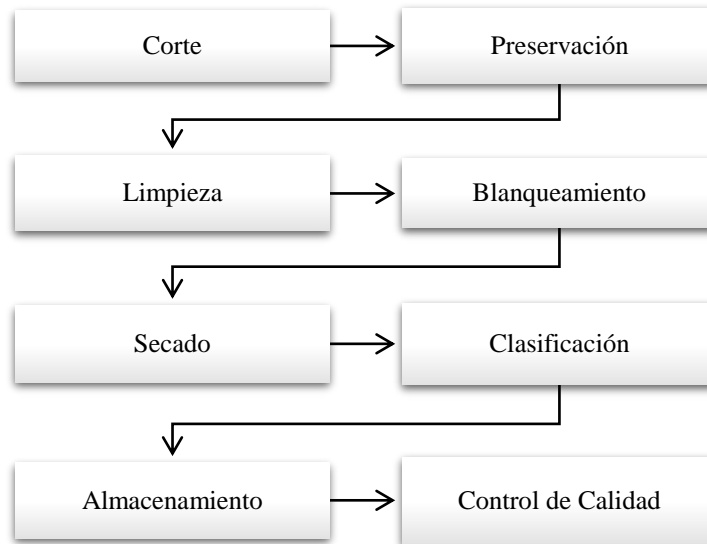 Corte
Preservación
Limpieza
Blanqueamiento
Secado
Clasificación
Almacenamiento
Control de Calidad